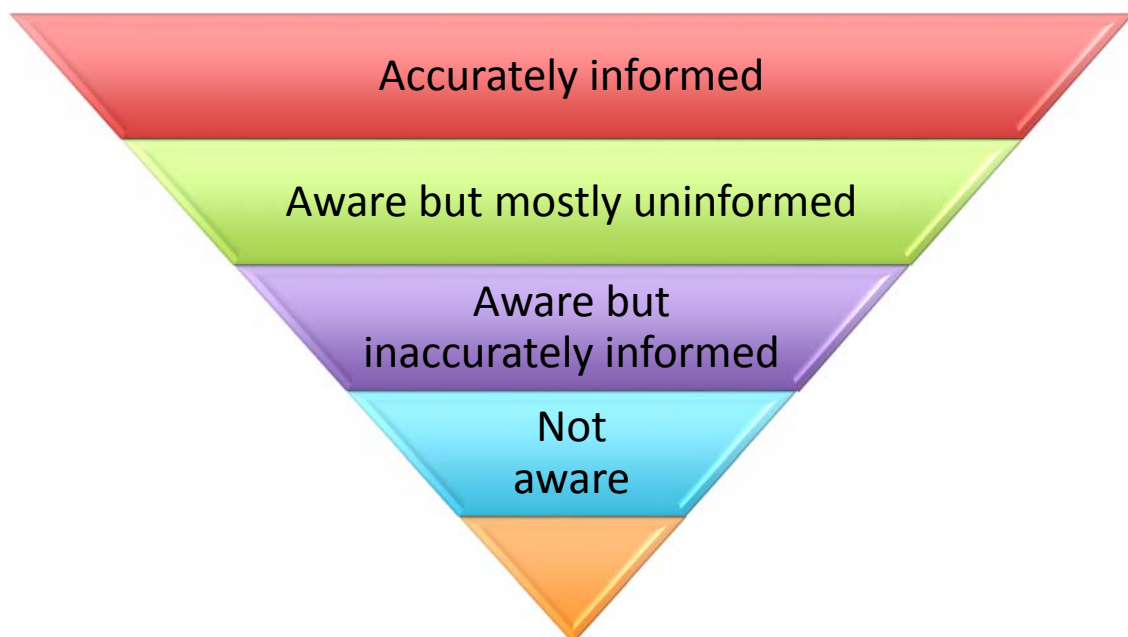 Accurately informed
Aware but mostly uninformed
Aware but
inaccurately informed
Not
aware